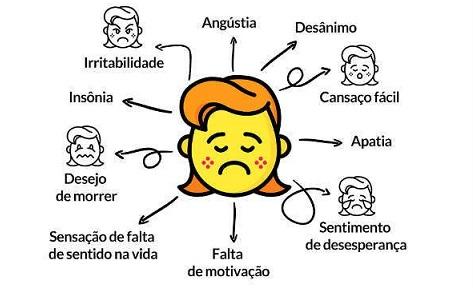 Angústia
Desânimo
Irritabilidade
Cansaço fácil
Insônia
Apatia
Desejo
de morrer
Sentimento
de desesperança
Sensação de falta
de sentido na vida
Falta
de motivação